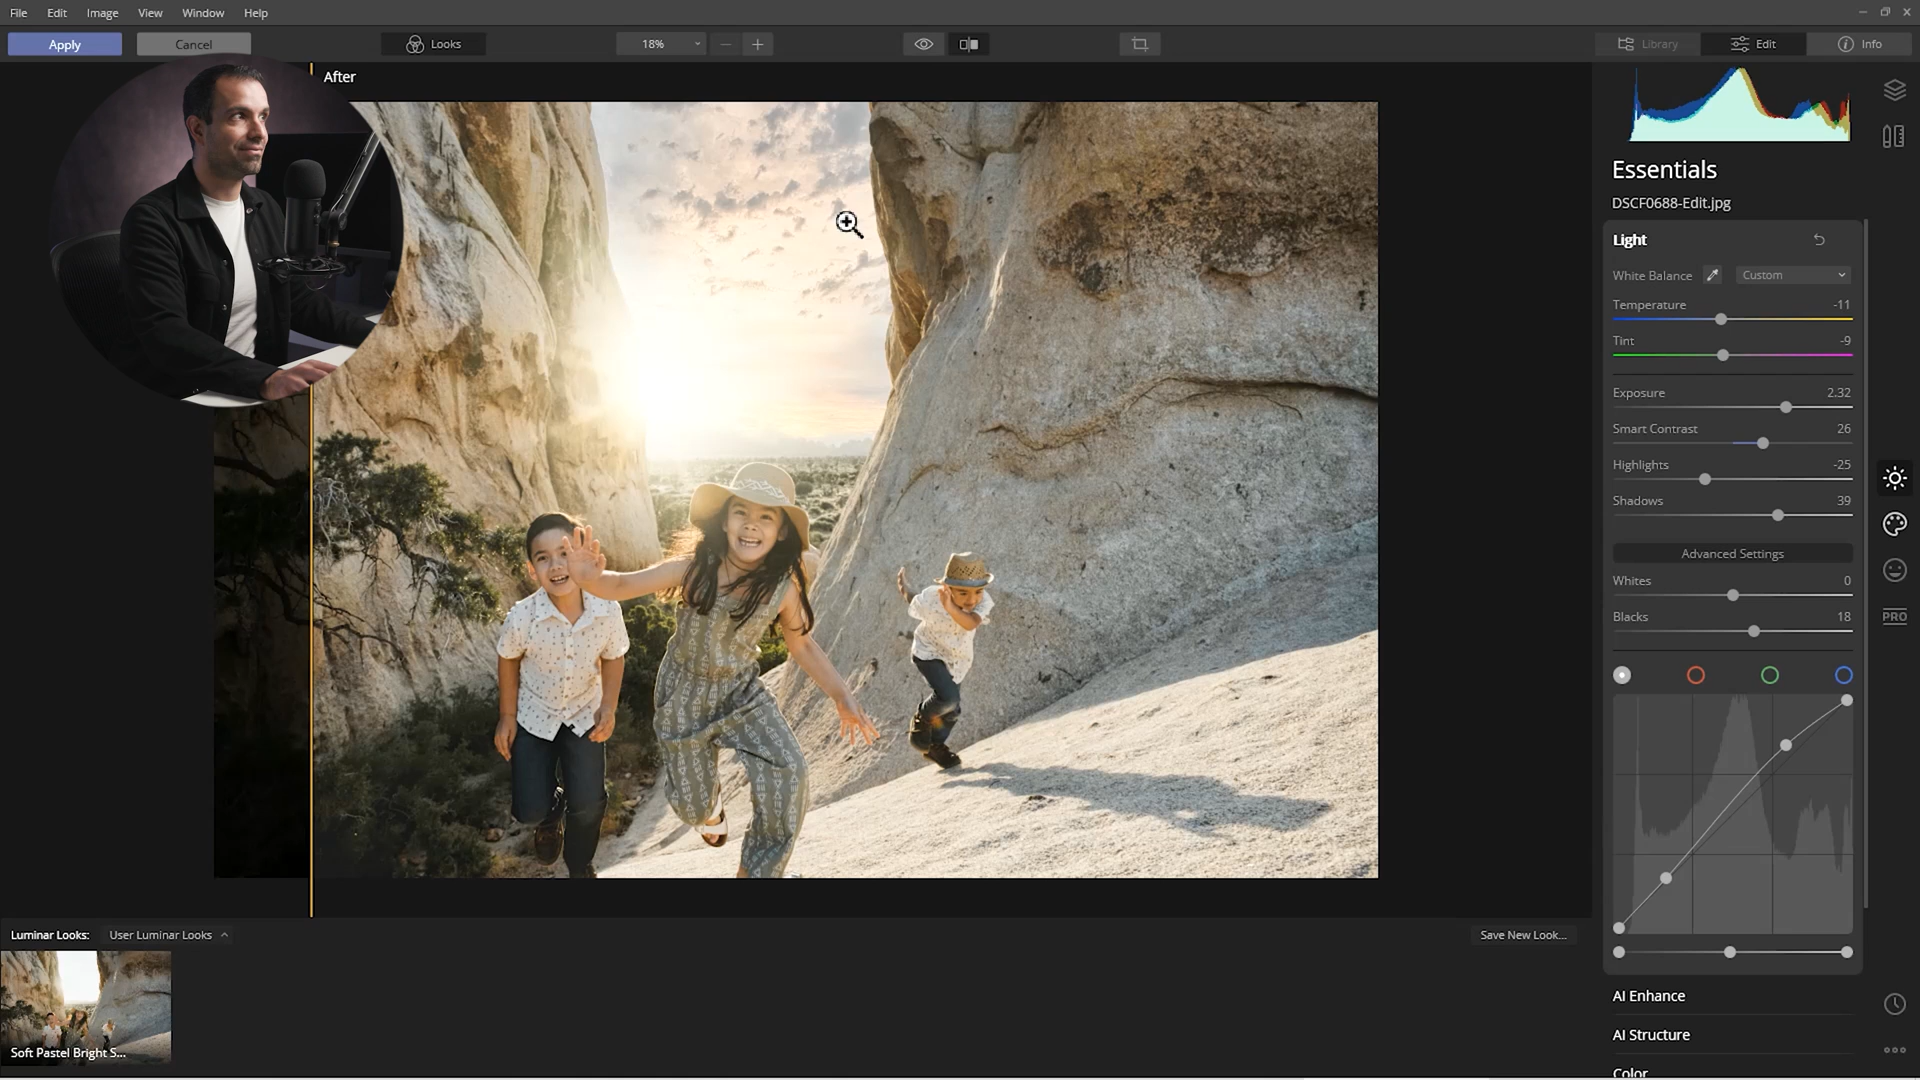 File Edit Image View Window Help
Apply Cancel Looks 18% Library Edit Info
After
Essentials
DSCF0688-Edit.jpg
Light
White Balance Custom
Temperature -11
Tint -9
Exposure 2.32
Smart Contrast 26
Highlights -25
Shadows 39
Advanced Settings
Whites 0
Blacks 18
PRO
Luminar Looks: User Luminar Looks Save New Look...
Soft Pastel Bright S...
AI Enhance
AI Structure
Color